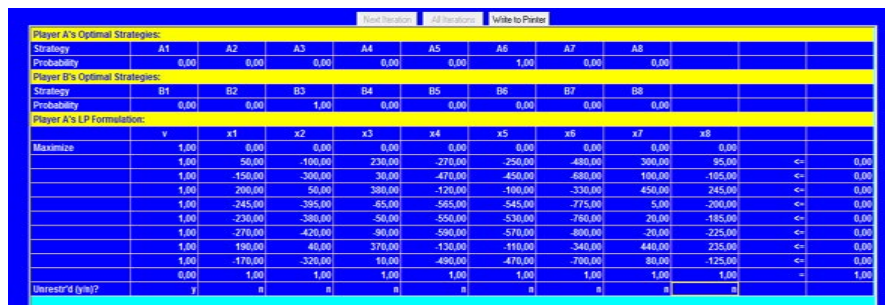 Next Iteration All Iterations Write to Printer
Player A's Optimal Strategies:
Strategy A1 A2 A3 A4 A5 A6 A7 A8
Probability 0,00 0,00 0,00 0,00 0,00 1,00 0,00 0,00
Player B's Optimal Strategies:
Strategy B1 B2 B3 B4 B5 B6 B7 B8
Probability 0,00 0,00 1,00 0,00 0,00 0,00 0,00 0,00
Player A's LP Formulation:
v x1 x2 x3 x4 x5 x6 x7 x8
Maximize 1,00 0,00 0,00 0,00 0,00 0,00 0,00 0,00 0,00
1,00 50,00 -100,00 230,00 -270,00 -250,00 -480,00 300,00 95,00 <= 0,00
1,00 -150,00 -300,00 30,00 -470,00 -450,00 -680,00 100,00 -105,00 <= 0,00
1,00 200,00 50,00 380,00 -120,00 -100,00 -330,00 450,00 245,00 <= 0,00
1,00 -245,00 -395,00 -65,00 -565,00 -545,00 -775,00 5,00 -200,00 <= 0,00
1,00 -230,00 -380,00 -50,00 -550,00 -530,00 -760,00 20,00 -185,00 <= 0,00
1,00 -270,00 -420,00 -90,00 -590,00 -570,00 -800,00 -20,00 -225,00 <= 0,00
1,00 190,00 40,00 370,00 -130,00 -110,00 -340,00 440,00 235,00 <= 0,00
1,00 -170,00 -320,00 10,00 -490,00 -470,00 -700,00 80,00 -125,00 <= 0,00
0,00 1,00 1,00 1,00 1,00 1,00 1,00 1,00 1,00 = 1,00
Unrestr'd (y/n)? y n n n n n n n n